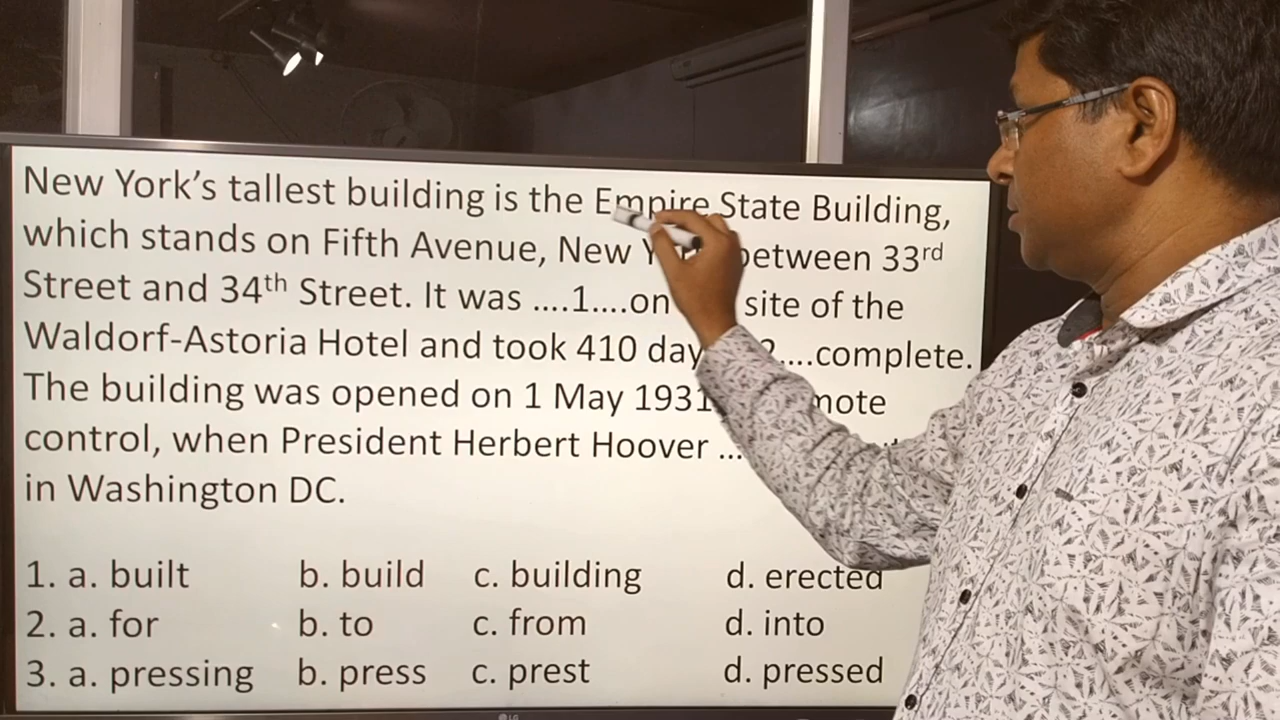 New York's tallest building is the Empire State Building,
which stands on Fifth Avenue, New between 33rd
Street and 34th Street. It was ....1....on site of the
Waldorf-Astoria Hotel and took 410 ....complete.
The building was opened on 1 May 1931
control, when President Herbert Hoover ...
in Washington DC.
1. a. built b. build c. building d. erected
2. a. for b. to c. from d. into
3. a. pressing b. press c. prest d. pressed
LG